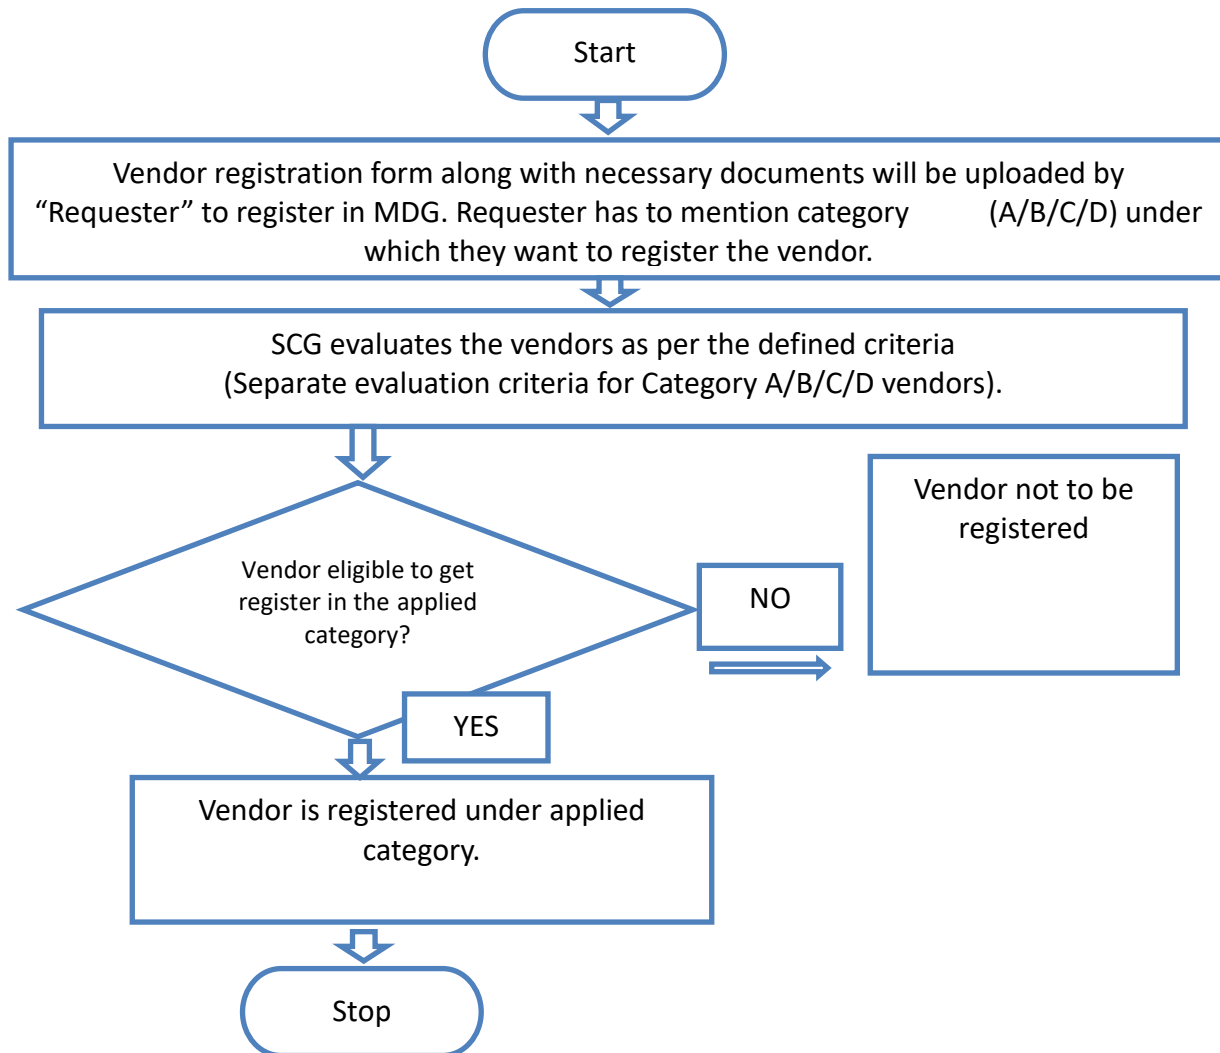 Start
Vendor registration form along with necessary documents will be uploaded by
“Requester” to register in MDG. Requester has to mention category (A/B/C/D) under
which they want to register the vendor.
SCG evaluates the vendors as per the defined criteria
(Separate evaluation criteria for Category A/B/C/D vendors).
Vendor eligible to get
register in the applied
category?
NO
Vendor not to be
registered
YES
Vendor is registered under applied
category.
Stop